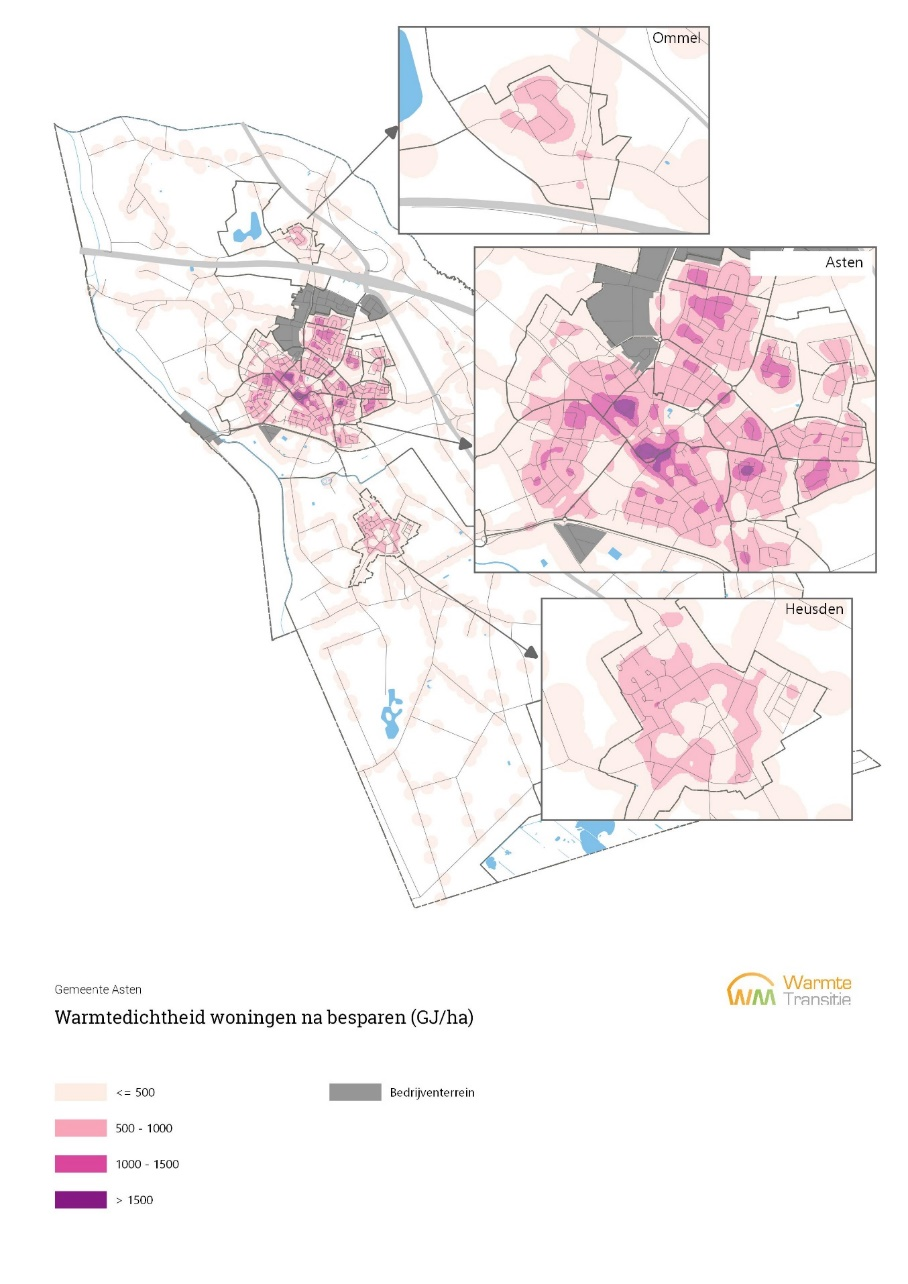 Ommel
Asten
Heusden
Gemeente Asten
Warmtedichtheid woningen na besparen (GJ/ha)
WM Warmte
Transitie
<= 500
500 - 1000
1000 - 1500
> 1500
Bedrijventerrein